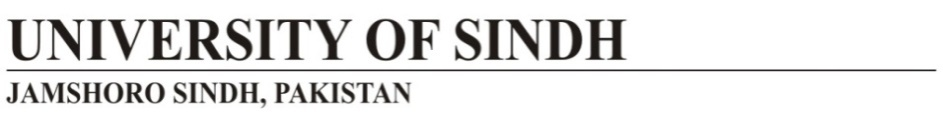 UNIVERSITY OF SINDH
JAMSHORO SINDH, PAKISTAN